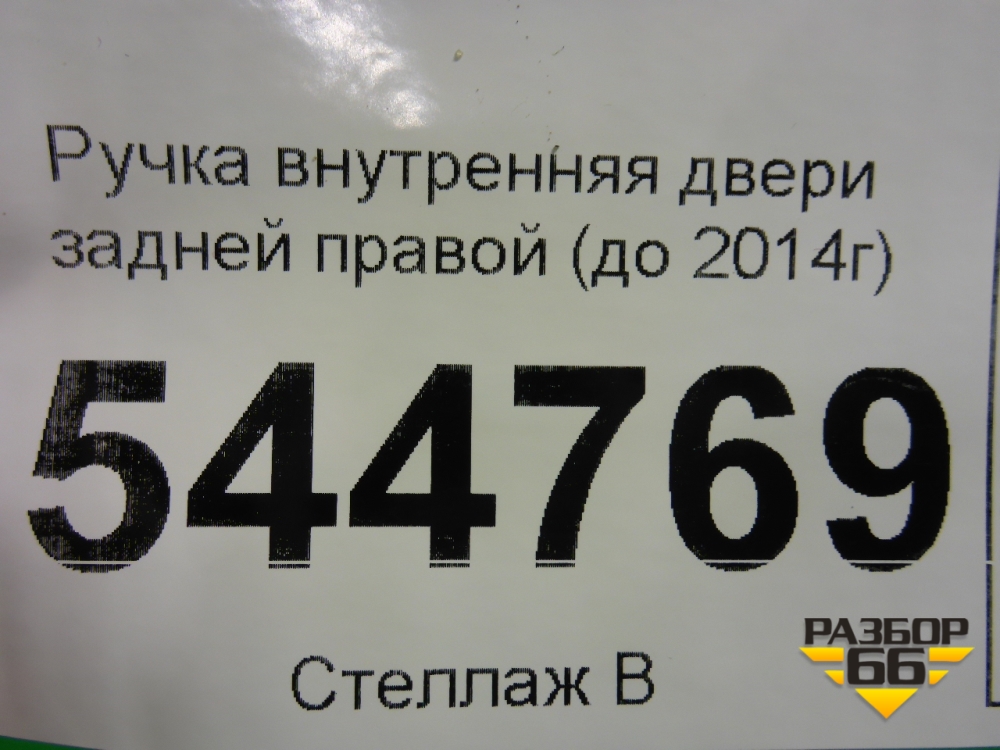 Ручка внутренняя двери
задней правой (до 2014г)
544769
Стеллаж В
РАЗБОР
66